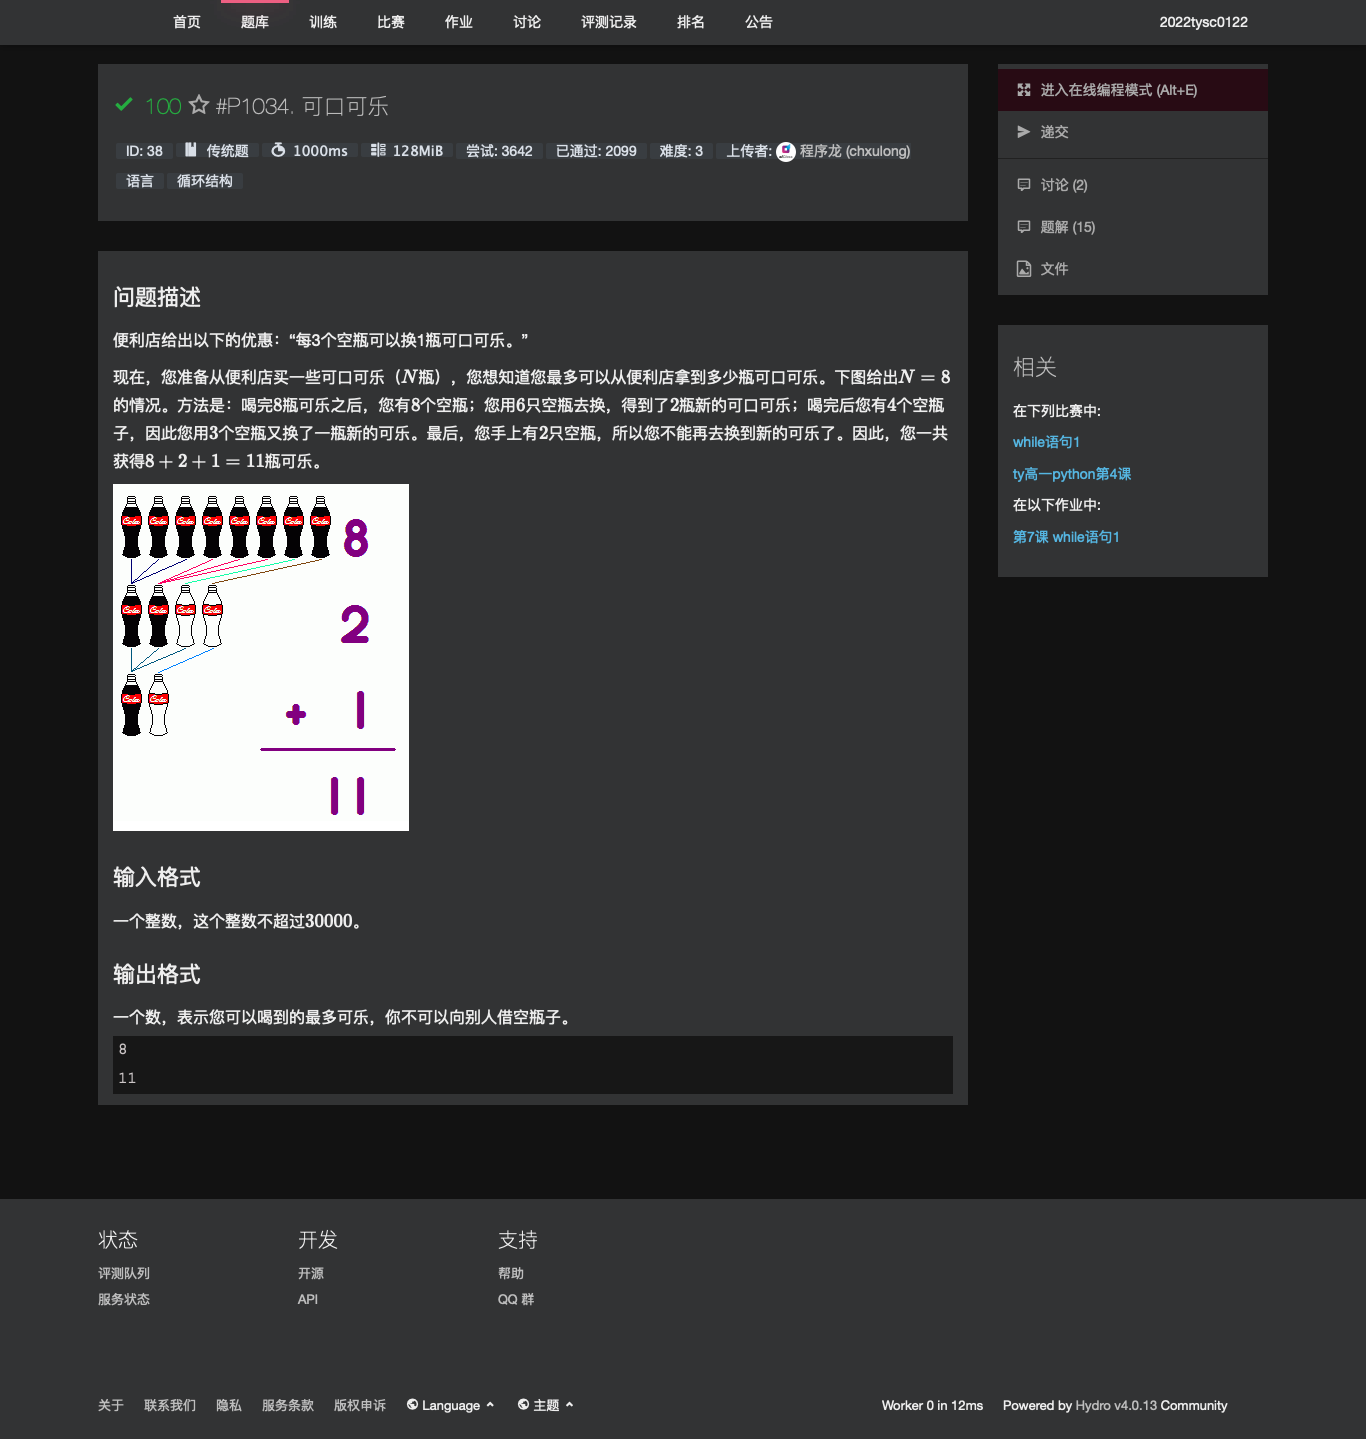 首页 题库 训练 比赛 作业 讨论 评测记录 排名 公告 2022tysc0122
100 #P1034. 可口可乐
ID: 38 传统题 1000ms 128MiB 尝试: 3642 已通过: 2099 难度: 3 上传者: 程序龙 (chxulong)
语言 循环结构
问题描述
便利店给出以下的优惠：“每3个空瓶可以换1瓶可口可乐。”
现在，您准备从便利店买一些可口可乐（N瓶），您想知道您最多可以从便利店拿到多少瓶可口可乐。下图给出N = 8
的情况。方法是：喝完8瓶可乐之后，您有8个空瓶；您用6只空瓶去换，得到了2瓶新的可口可乐；喝完后您有4个空瓶
子，因此您用3个空瓶又换了一瓶新的可乐。最后，您手上有2只空瓶，所以您不能再去换到新的可乐了。因此，您一共
获得8 + 2 + 1 = 11瓶可乐。
Cola Cola Cola Cola Cola Cola Cola Cola 8
Cola Cola Cola Cola 2
Cola Cola + 1
11
输入格式
一个整数，这个整数不超过30000。
输出格式
一个数，表示您可以喝到的最多可乐，你不可以向别人借空瓶子。
8
11
进入在线编程模式 (Alt+E)
递交
讨论 (2)
题解 (15)
文件
相关
在下列比赛中:
while语句1
ty高一python第4课
在以下作业中:
第7课 while语句1
状态 开发 支持
评测队列 开源 帮助
服务状态 API QQ 群
关于 联系我们 隐私 服务条款 版权申诉 Language 主题 Worker 0 in 12ms Powered by Hydro v4.0.13 Community